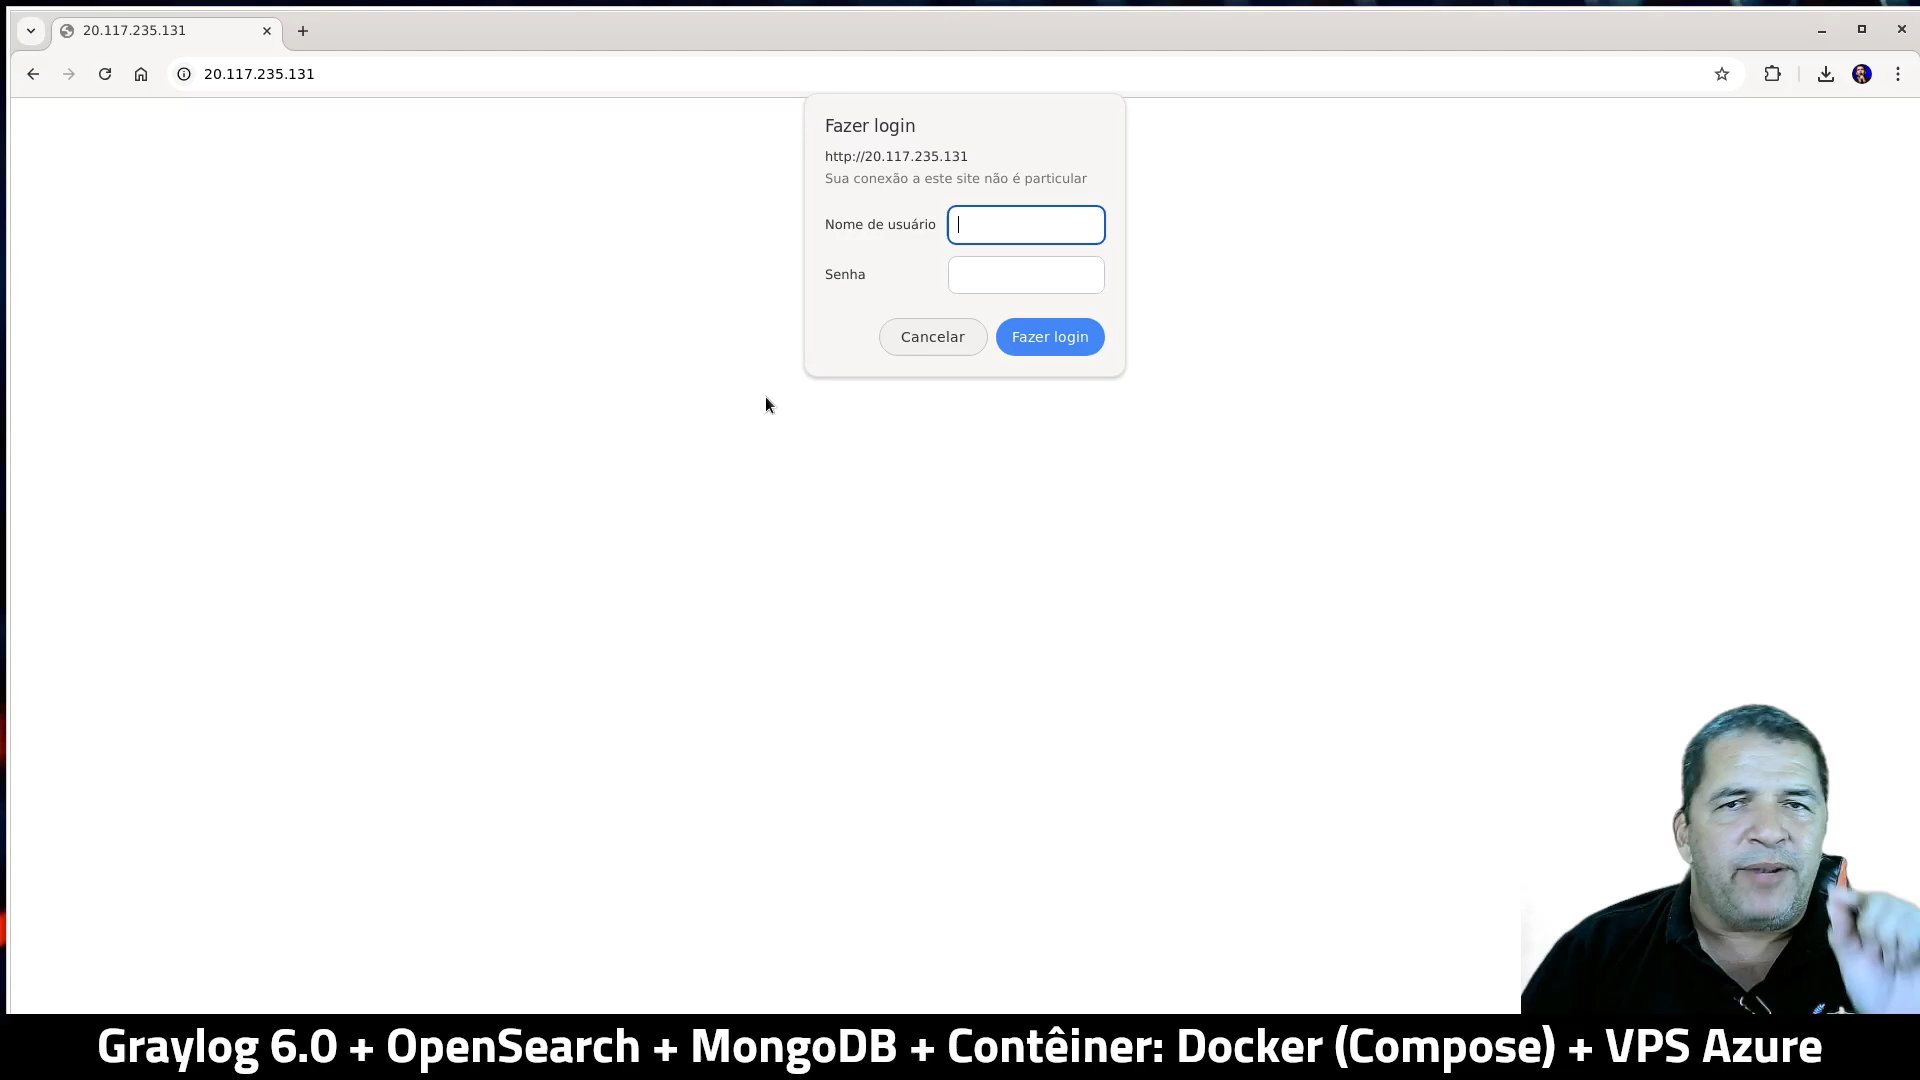 20.117.235.131
20.117.235.131
Fazer login
http://20.117.235.131
Sua conexão a este site não é particular
Nome de usuário
Senha
Cancelar
Fazer login
Graylog 6.0 + OpenSearch + MongoDB + Contêiner: Docker (Compose) + VPS Azure